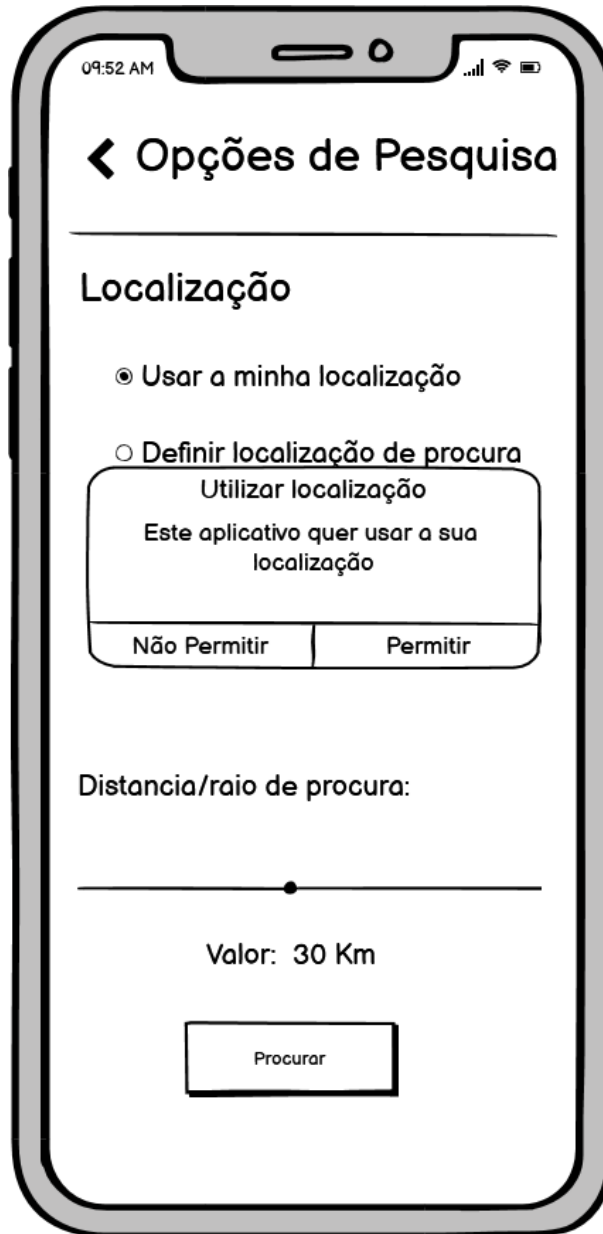 09:52 AM
Opções de Pesquisa
Localização
Usar a minha localização
Definir localização de procura
Utilizar localização
Este aplicativo quer usar a sua
localização
Não Permitir
Permitir
Distancia/raio de procura:
Valor: 30 Km
Procurar